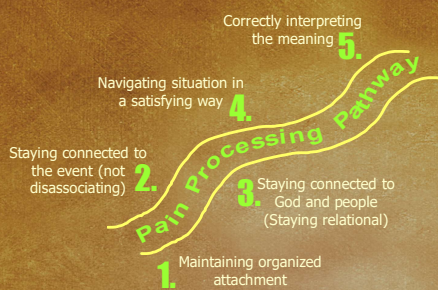 Correctly interpreting
the meaning 5.
Navigating situation in
a satisfying way 4.
Staying connected to
the event (not
disassociating) 2.
Pain Processing Pathway
3. Staying connected to
God and people
(Staying relational)
1. Maintaining organized
attachment